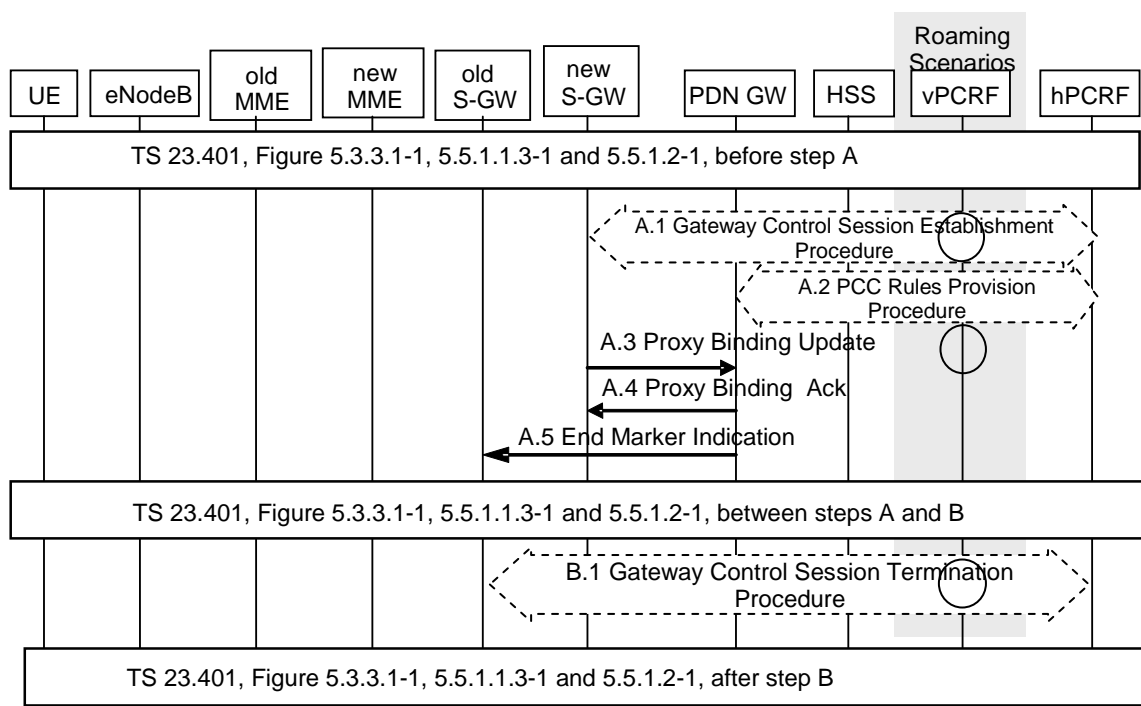 Roaming
Scenarios
UE
eNodeB
old
MME
new
MME
old
S-GW
new
S-GW
PDN GW
HSS
vPCRF
hPCRF
TS 23.401, Figure 5.3.3.1-1, 5.5.1.1.3-1 and 5.5.1.2-1, before step A
A.1 Gateway Control Session Establishment
Procedure
A.2 PCC Rules Provision
Procedure
A.3 Proxy Binding Update
A.4 Proxy Binding Ack
A.5 End Marker Indication
TS 23.401, Figure 5.3.3.1-1, 5.5.1.1.3-1 and 5.5.1.2-1, between steps A and B
B.1 Gateway Control Session Termination
Procedure
TS 23.401, Figure 5.3.3.1-1, 5.5.1.1.3-1 and 5.5.1.2-1, after step B